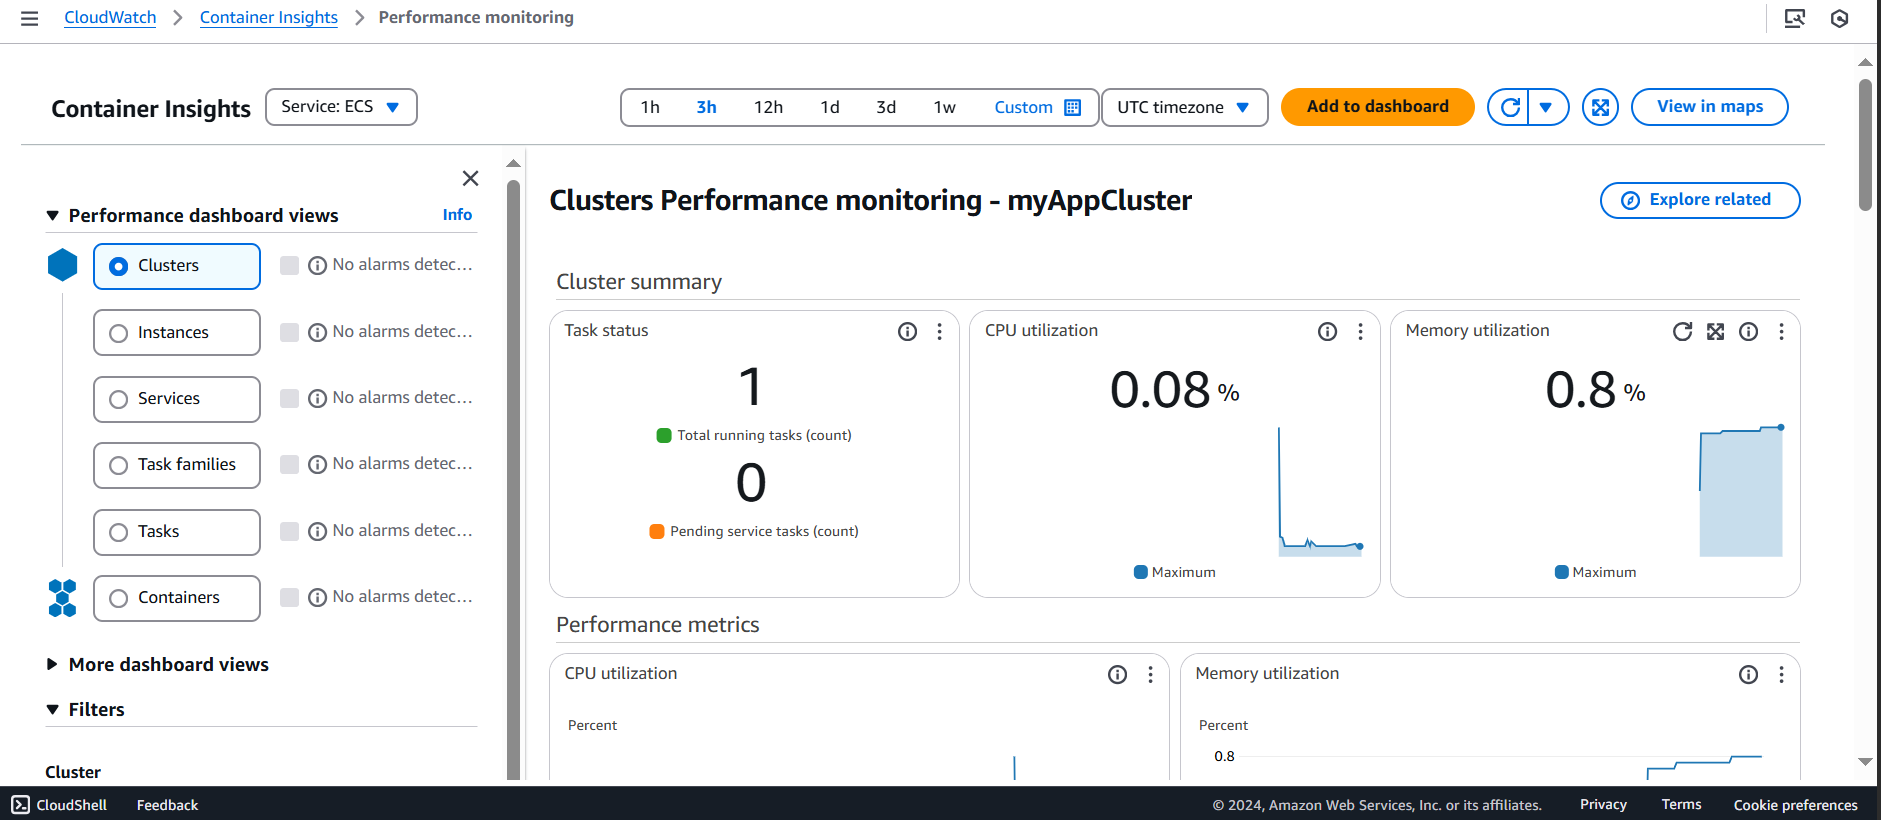 CloudWatch > Container Insights > Performance monitoring
Container Insights Service: ECS 1h 3h 12h 1d 3d 1w Custom UTC timezone Add to dashboard View in maps
Performance dashboard views Info
Clusters No alarms detec...
Instances No alarms detec...
Services No alarms detec...
Task families No alarms detec...
Tasks No alarms detec...
Containers No alarms detec...
More dashboard views
Filters
Cluster
Clusters Performance monitoring - myAppCluster
Explore related
Cluster summary
Task status
1
Total running tasks (count)
0
Pending service tasks (count)
CPU utilization
0.08 %
Maximum
Memory utilization
0.8 %
Maximum
Performance metrics
CPU utilization
Percent
Memory utilization
Percent
0.8
CloudShell Feedback © 2024, Amazon Web Services, Inc. or its affiliates. Privacy Terms Cookie preferences